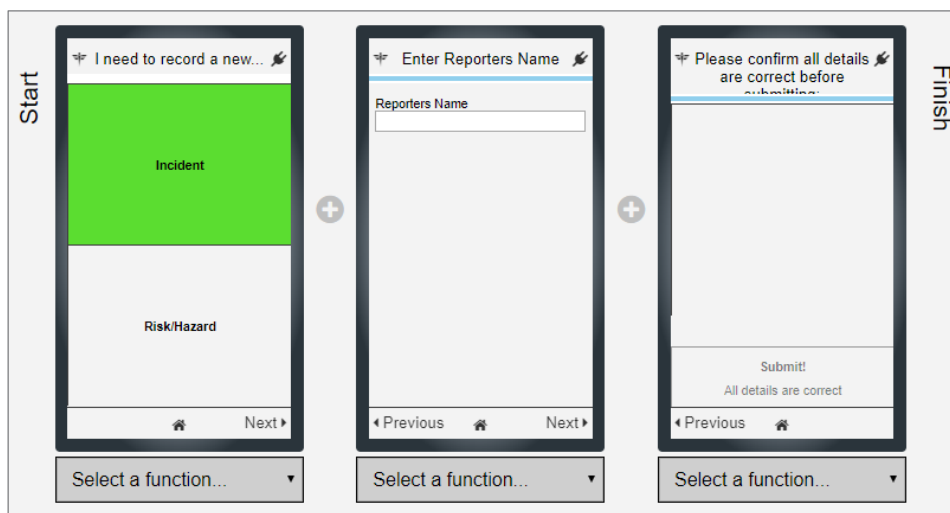 Start
I need to record a new...
Incident
Risk/Hazard
Next
Select a function...
Enter Reporters Name
Reporters Name
Previous
Next
Select a function...
Please confirm all details
are correct before
submitting:
Submit!
All details are correct
Previous
Select a function...
Finish